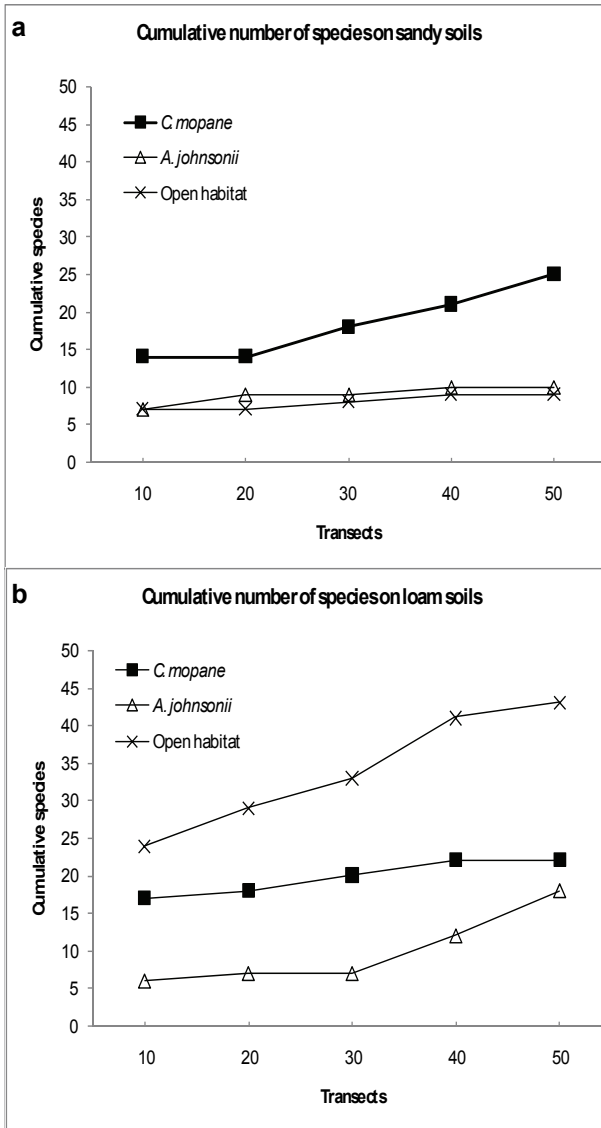 a
Cumulative number of species on sandy soils
50
45
40
35
30
25
20
15
10
5
0
Cumulative species
C. mopane
A. johnsonii
Open habitat
10 20 30 40 50
Transects
b
Cumulative number of species on loam soils
50
45
40
35
30
25
20
15
10
5
0
Cumulative species
C. mopane
A. johnsonii
Open habitat
10 20 30 40 50
Transects